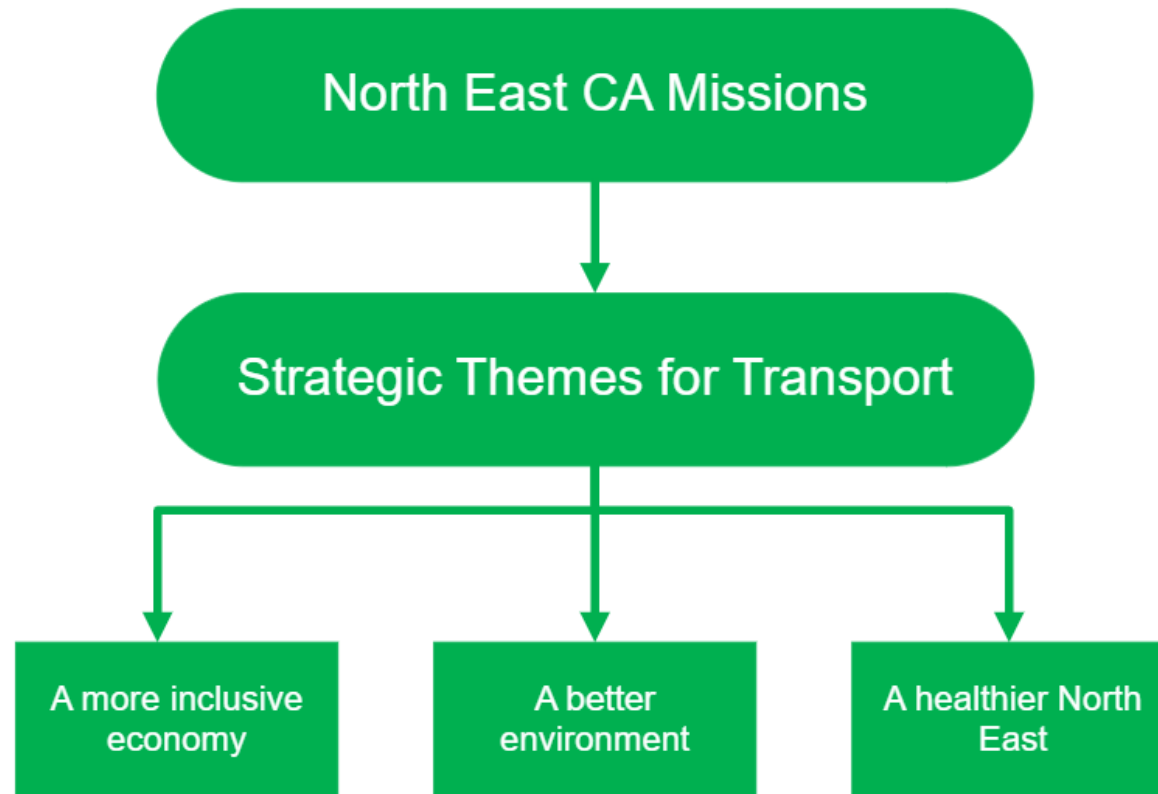 North East CA Missions
Strategic Themes for Transport
A more inclusive
economy
A better
environment
A healthier North
East